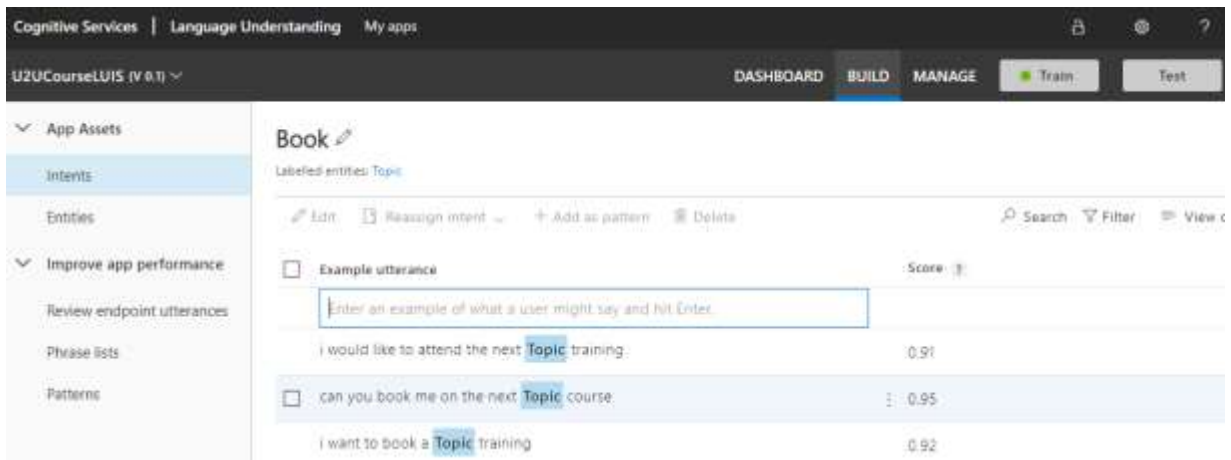 Cognitive Services | Language Understanding My apps ?
U2UCourseLUIS (V 0.1) DASHBOARD BUILD MANAGE Train Test
App Assets
Book
Intents
Labelled entities: Topic
Entities
Edit Reassign intent + Add as pattern Delete Search Filter View
Improve app performance
Example utterance Score ?
Review endpoint utterances
Enter an example of what a user might say and hit Enter.
Phrase lists
i would like to attend the next Topic training 0.91
Patterns
can you book me on the next Topic course 0.95
i want to book a Topic training 0.92